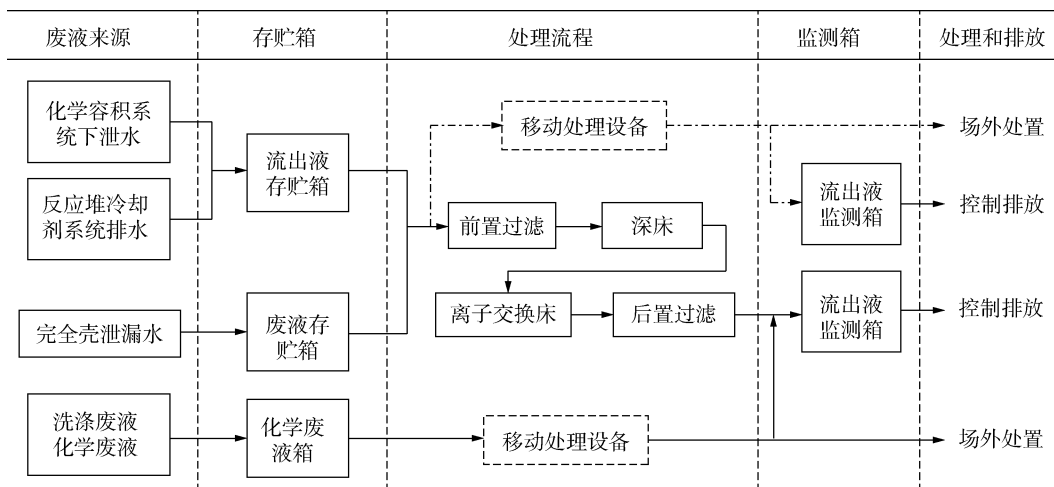 废液来源
存贮箱
处理流程
监测箱
处理和排放
化学容积系
统下泄水
反应堆冷却
剂系统排水
流出液
存贮箱
移动处理设备
场外处置
前置过滤
深床
流出液
监测箱
控制排放
离子交换床
后置过滤
流出液
监测箱
控制排放
完全壳泄漏水
废液存
贮箱
洗涤废液
化学废液
化学废
液箱
移动处理设备
场外处置